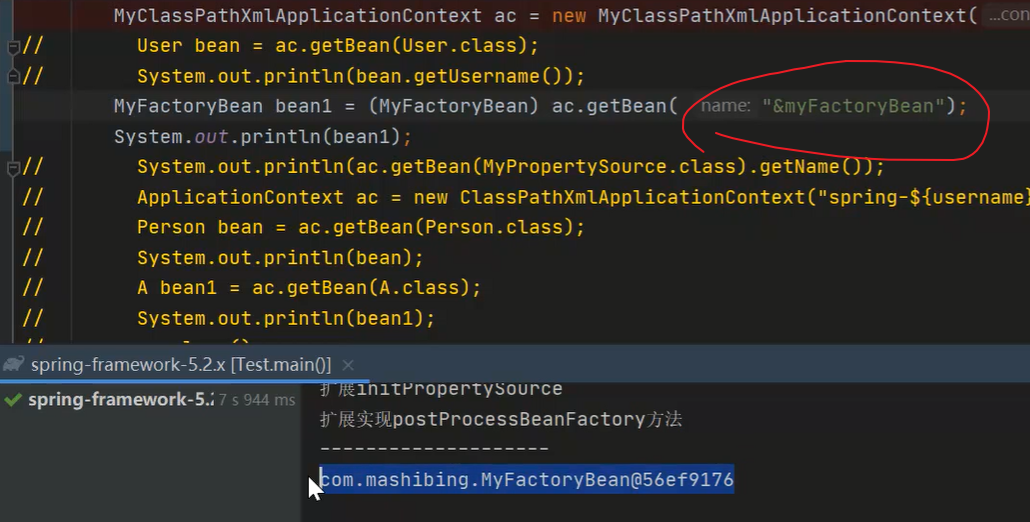 MyClassPathXmlApplicationContext ac = new MyClassPathXmlApplicationContext( ...con
// User bean = ac.getBean(User.class);
// System.out.println(bean.getUsername());
MyFactoryBean bean1 = (MyFactoryBean) ac.getBean( name: "&myFactoryBean");
System.out.println(bean1);
// System.out.println(ac.getBean(MyPropertySource.class).getName());
// ApplicationContext ac = new ClassPathXmlApplicationContext("spring-${username}
// Person bean = ac.getBean(Person.class);
// System.out.println(bean);
// A bean1 = ac.getBean(A.class);
// System.out.println(bean1);
spring-framework-5.2.x [Test.main()] ×
spring-framework-5.2 7 s 944 ms
扩展initPropertySource
扩展实现postProcessBeanFactory方法
--------------------
com.mashibing.MyFactoryBean@56ef9176